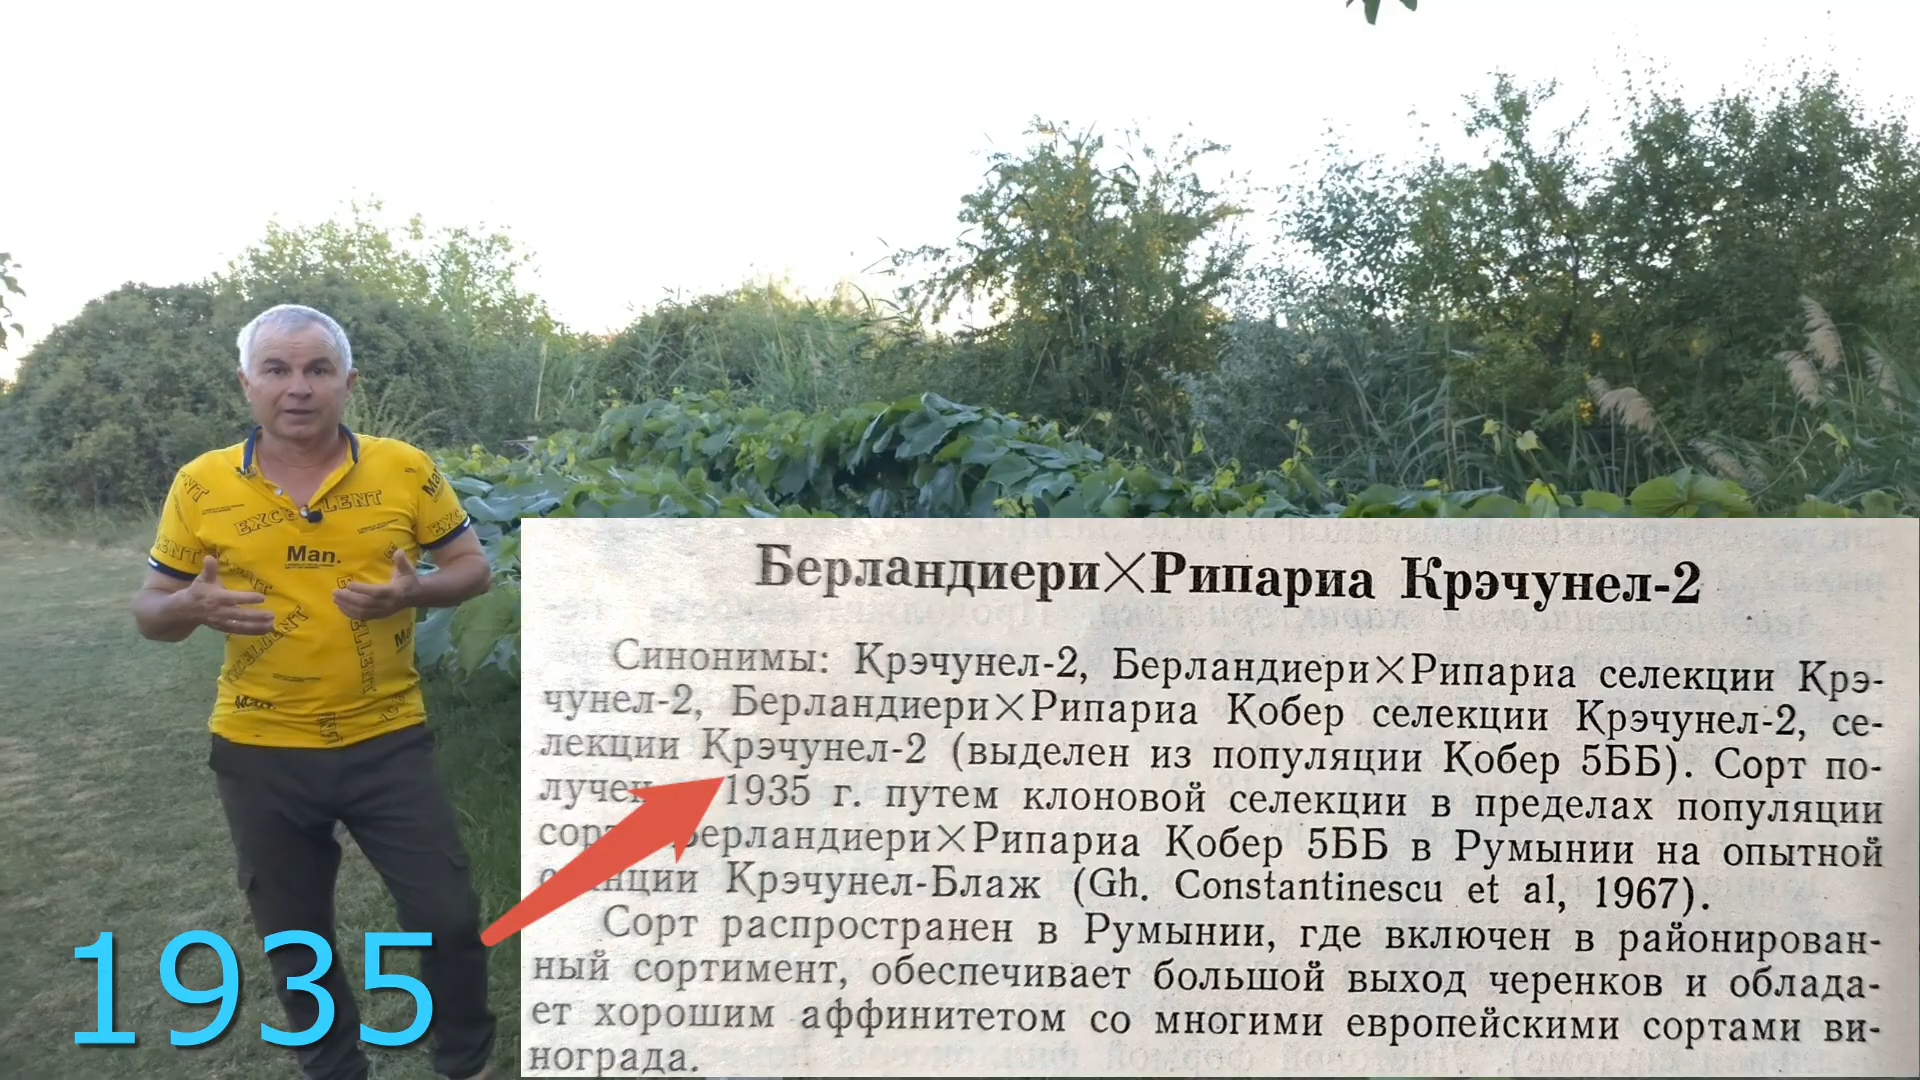 Берландиери×Рипариа Крэчунел-2
Синонимы: Крэчунел-2, Берландиери×Рипариа селекции Крэ-
чунел-2, Берландиери×Рипариа Кобер селекции Крэчунел-2, се-
лекции Крэчунел-2 (выделен из популяции Кобер 5ББ). Сорт по-
1935 г. путем клоновой селекции в пределах популяции
Рипариа Кобер 5ББ в Румынии на опытной
Крэчунел-Блаж (Gh. Constantinescu et al, 1967).
Сорт распространен в Румынии, где включен в районирован-
ный сортимент, обеспечивает большой выход черенков и облада-
ет хорошим аффинитетом со многими европейскими сортами ви-
нограда.
1935
EXCELLENT
Man.
EXCELLENT
Man.